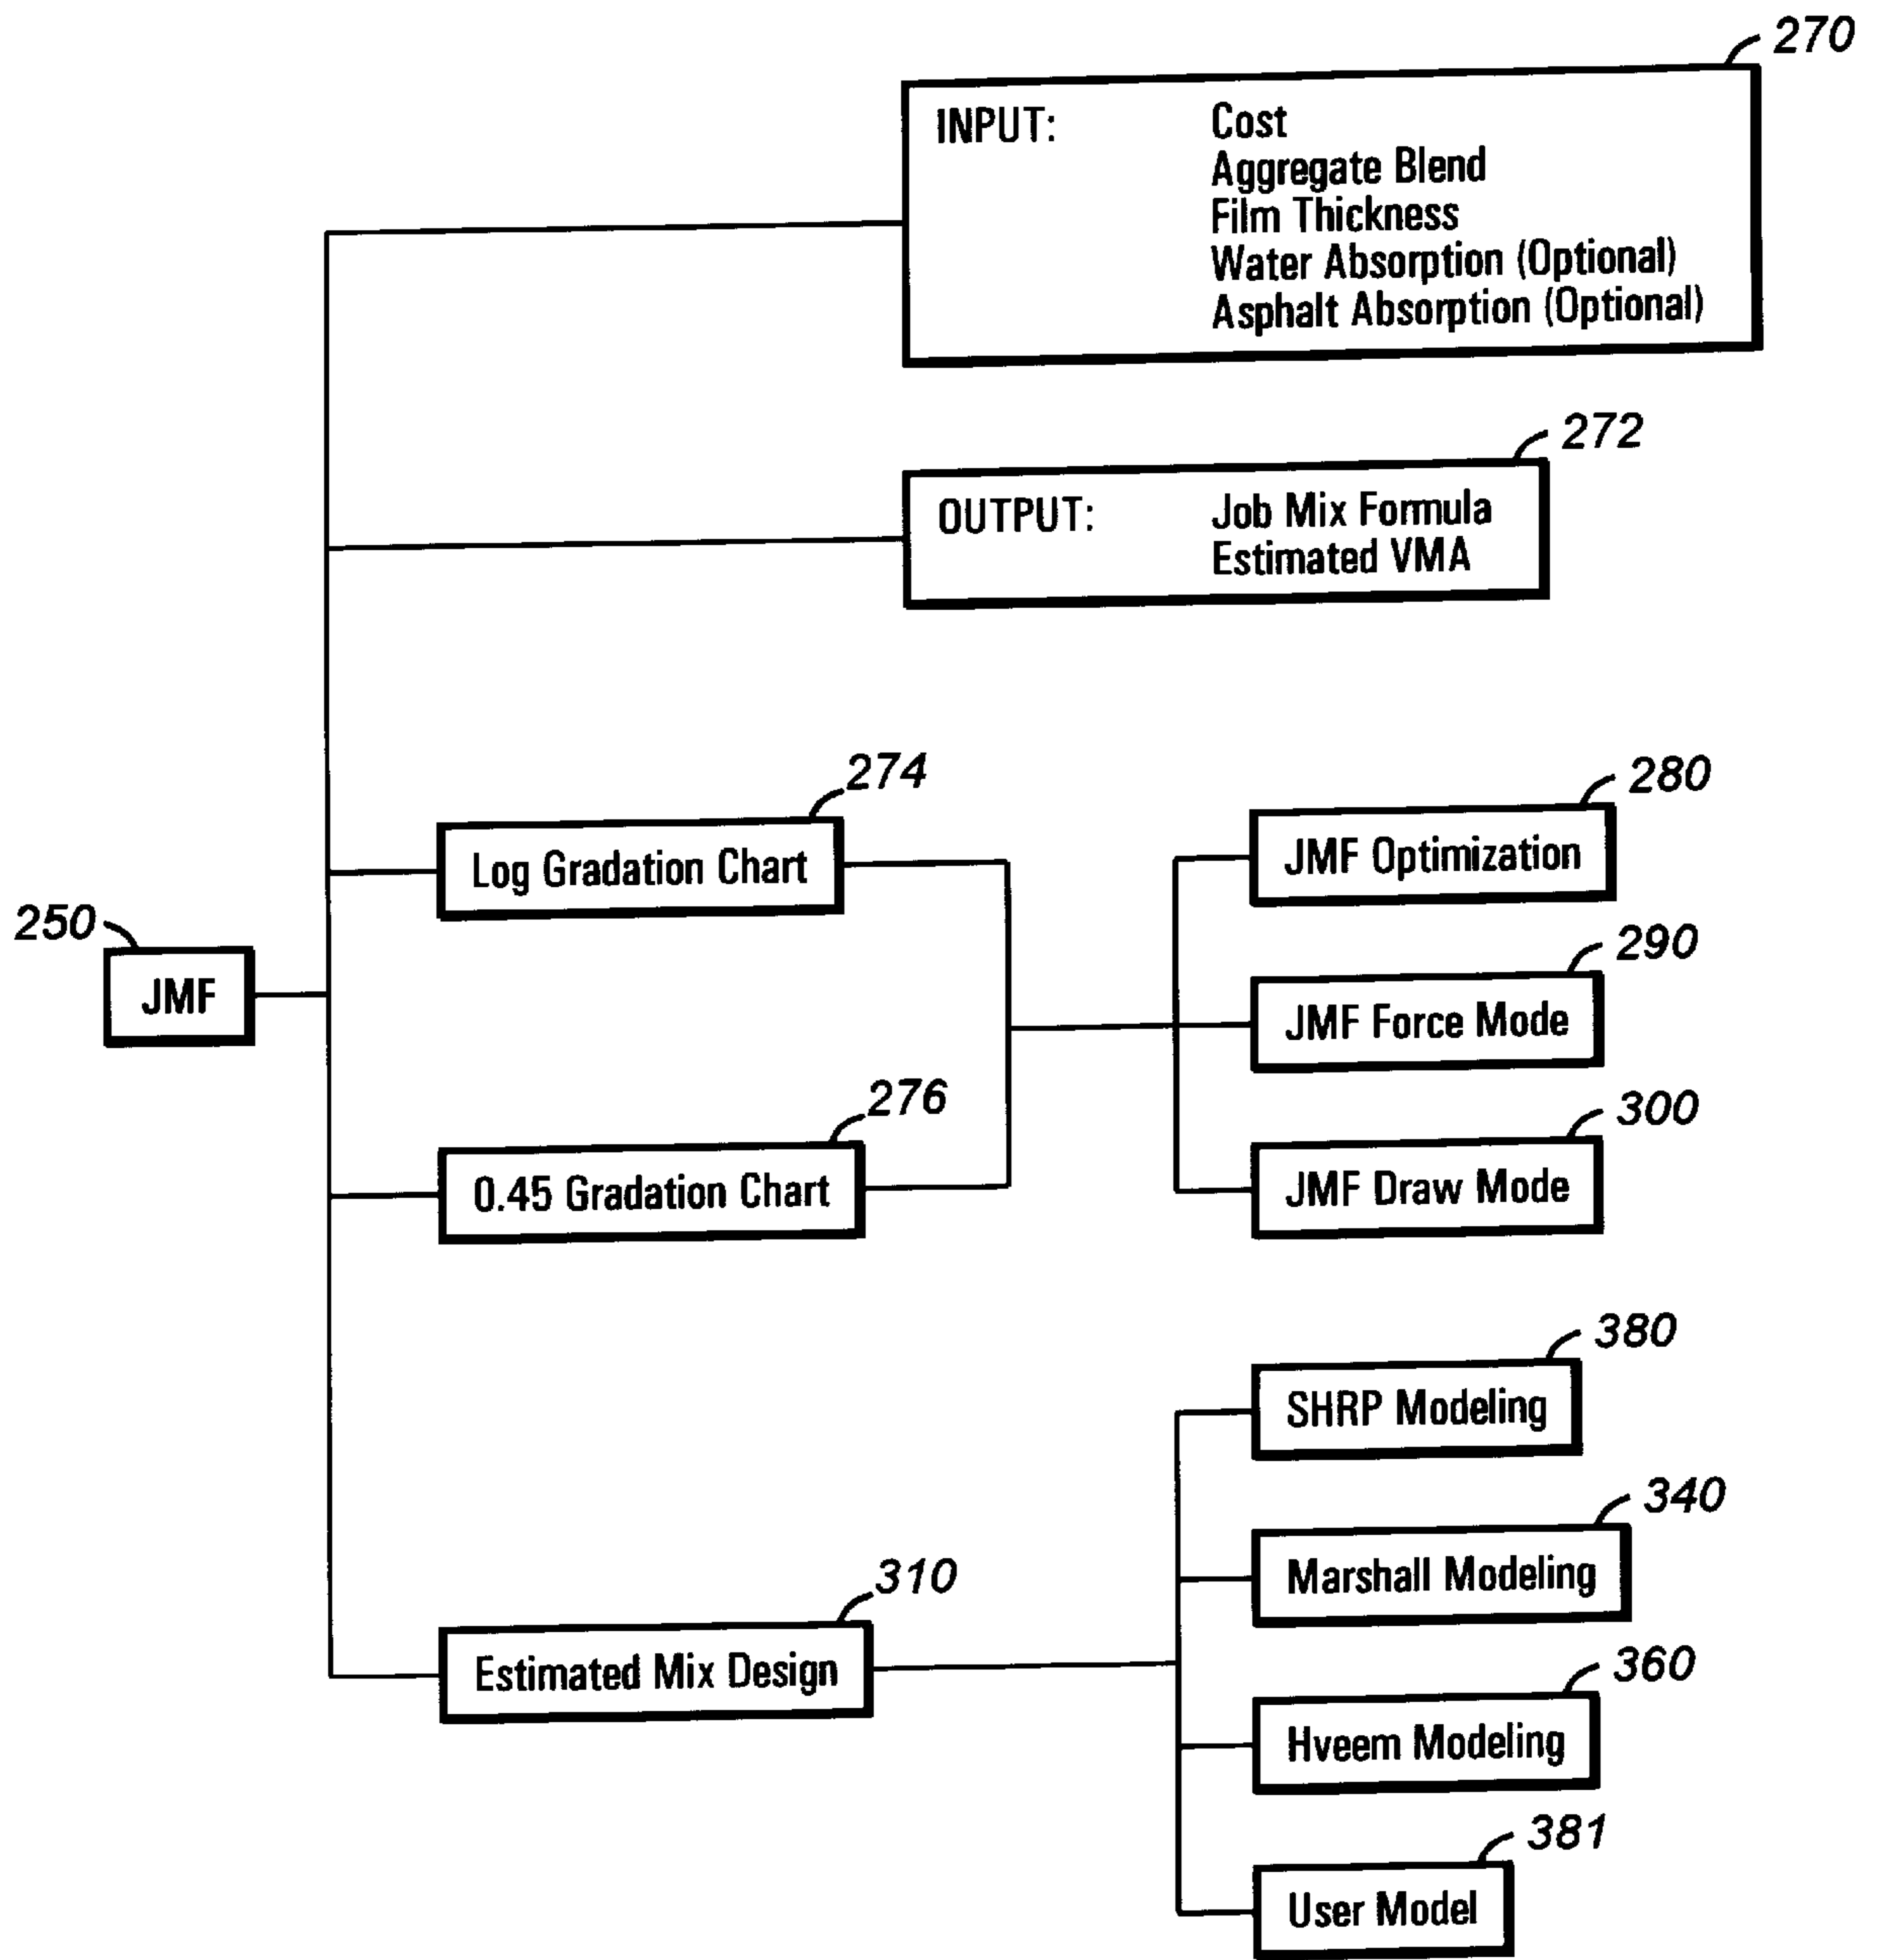 270
INPUT: Cost
Aggregate Blend
Film Thickness
Water Absorption (Optional)
Asphalt Absorption (Optional)
272
OUTPUT: Job Mix Formula
Estimated VMA
274
Log Gradation Chart
280
JMF Optimization
250
JMF
290
JMF Force Mode
276
0.45 Gradation Chart
300
JMF Draw Mode
380
SHRP Modeling
340
Marshall Modeling
310
Estimated Mix Design
360
Hveem Modeling
381
User Model